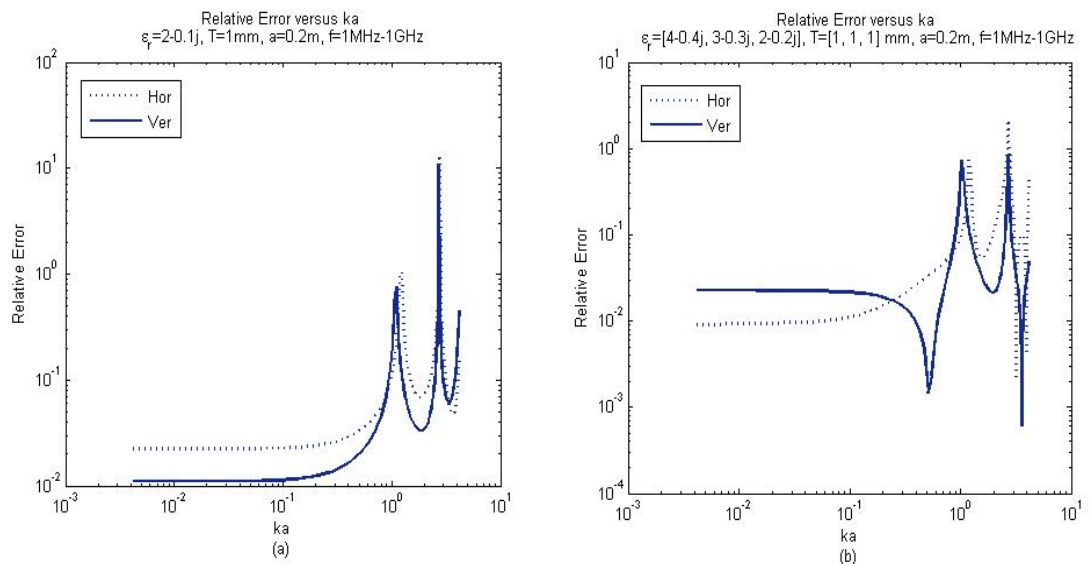 Relative Error versus ka
ε_r=2-0.1j, T=1mm, a=0.2m, f=1MHz-1GHz
10^2
10^1
10^0
10^-1
10^-2
Relative Error
Hor
Ver
10^-3
10^-2
10^-1
10^0
10^1
ka
(a)
Relative Error versus ka
ε_r=[4-0.4j, 3-0.3j, 2-0.2j], T=[1, 1, 1] mm, a=0.2m, f=1MHz-1GHz
10^1
10^0
10^-1
10^-2
10^-3
10^-4
Relative Error
Hor
Ver
10^-3
10^-2
10^-1
10^0
10^1
ka
(b)